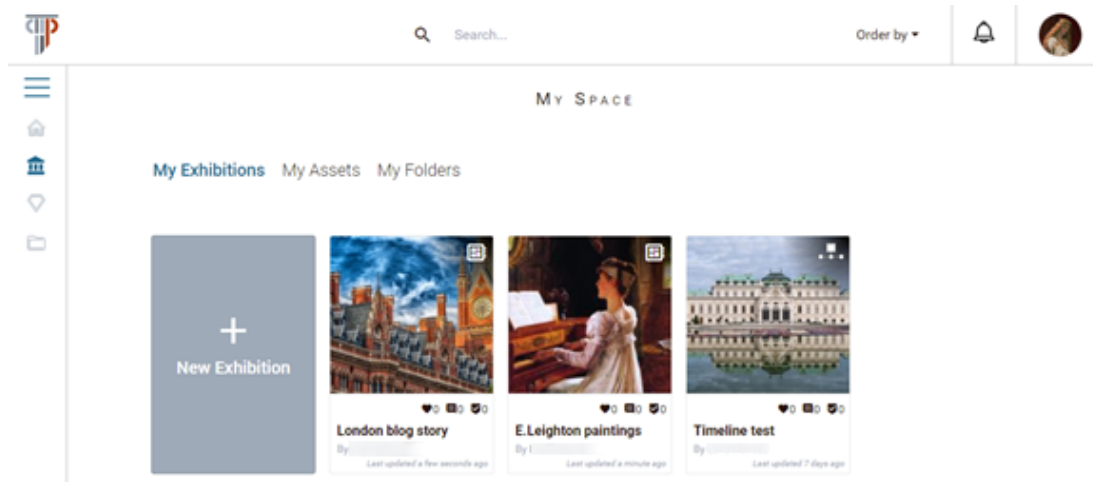 Search...
Order by
MY SPACE
My Exhibitions My Assets My Folders
+
New Exhibition
0 0 0
London blog story
By
Last updated a few seconds ago
0 0 0
E.Leighton paintings
By
Last updated a minute ago
0 0 0
Timeline test
By
Last updated 7 days ago